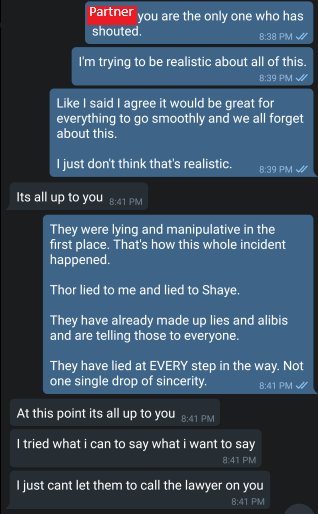 Partner you are the only one who has
shouted.
8:38 PM
I'm trying to be realistic about all of this.
8:39 PM
Like I said I agree it would be great for
everything to go smoothly and we all forget
about this.
I just don't think that's realistic.
8:39 PM
Its all up to you 8:41 PM
They were lying and manipulative in the
first place. That's how this whole incident
happened.
Thor lied to me and lied to Shaye.
They have already made up lies and alibis
and are telling those to everyone.
They have lied at EVERY step in the way. Not
one single drop of sincerity.
8:41 PM
At this point its all up to you 8:41 PM
I tried what i can to say what i want to say
8:41 PM
I just cant let them to call the lawyer on you
8:41 PM